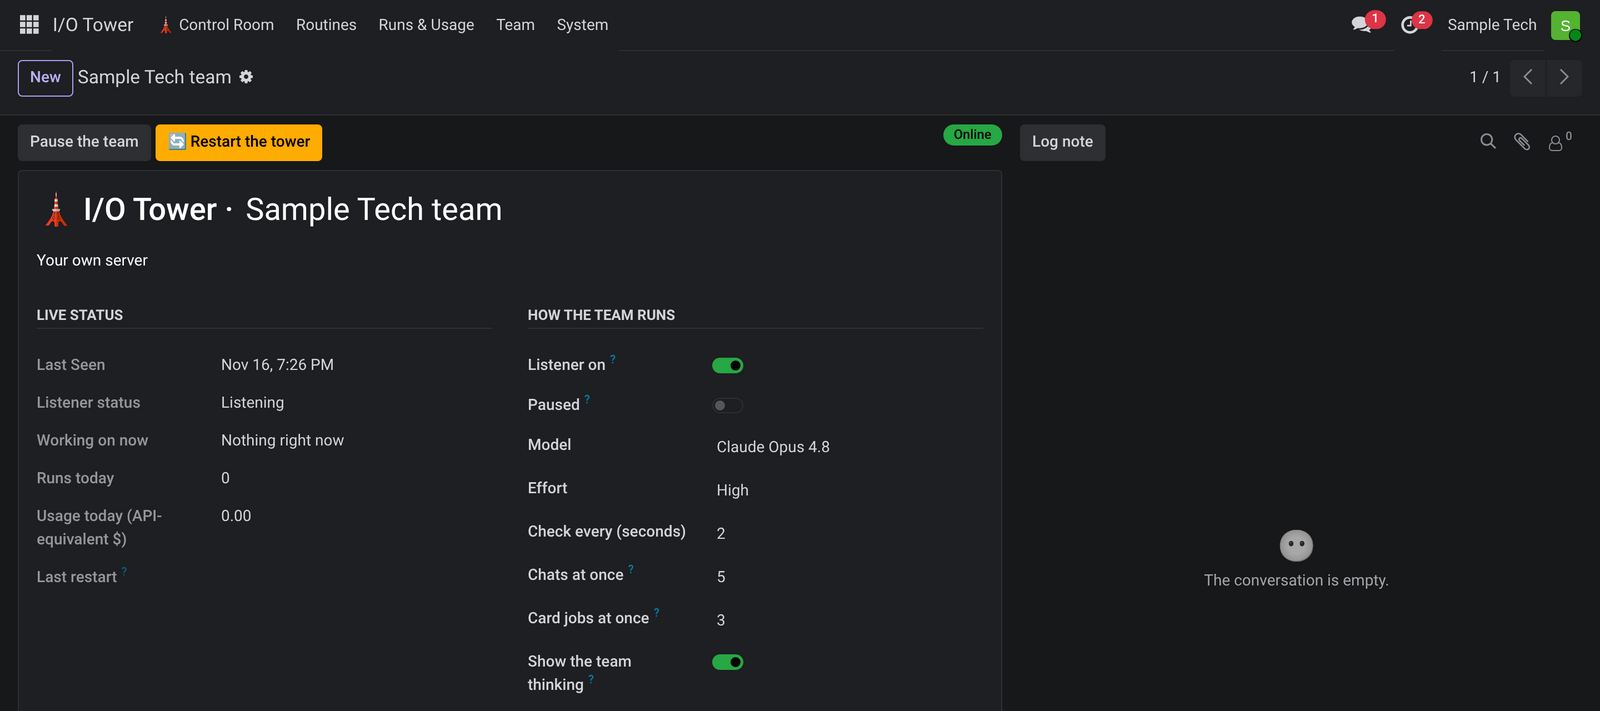 I/O Tower
Control Room
Routines
Runs & Usage
Team
System
1
2
Sample Tech
S
New
Sample Tech team
1 / 1
Pause the team
Restart the tower
Online
Log note
0
I/O Tower · Sample Tech team
Your own server
LIVE STATUS
Last Seen Nov 16, 7:26 PM
Listener status Listening
Working on now Nothing right now
Runs today 0
Usage today (API- 0.00
equivalent $)
Last restart ?
HOW THE TEAM RUNS
Listener on ?
Paused ?
Model Claude Opus 4.8
Effort High
Check every (seconds) 2
Chats at once ? 5
Card jobs at once ? 3
Show the team
thinking ?
The conversation is empty.